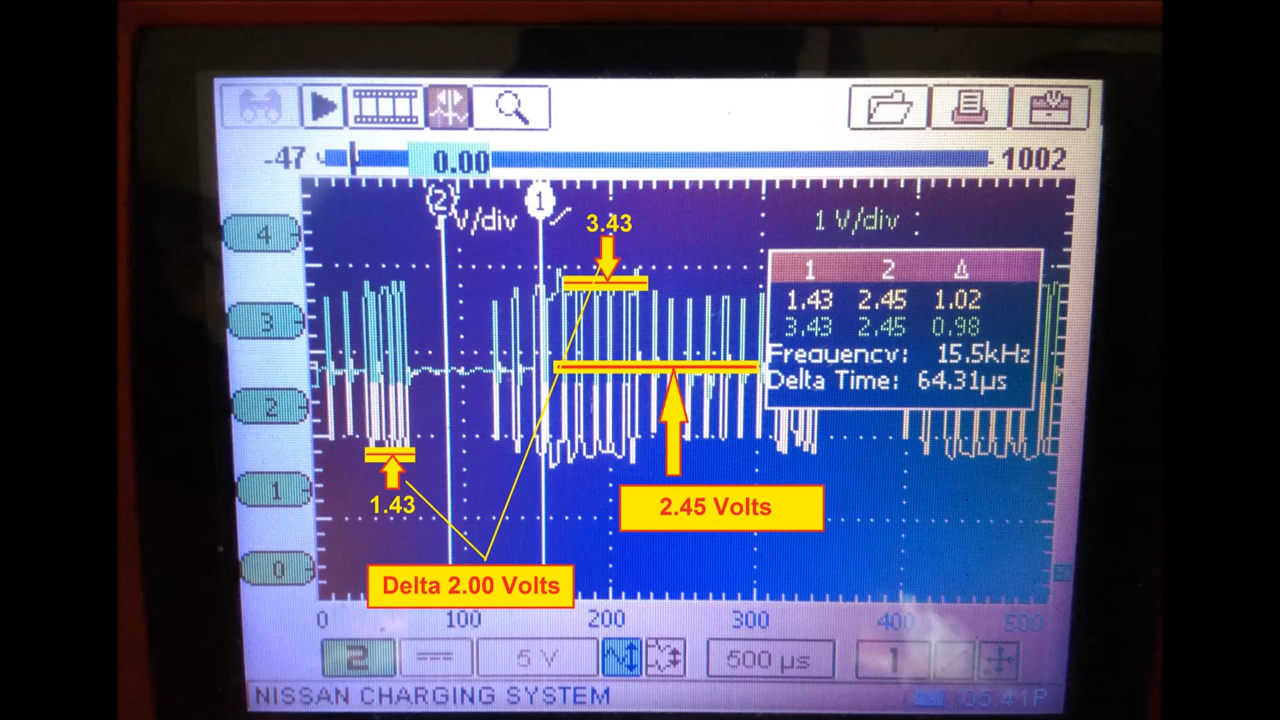 -47 0.00 1002
4
3
2
1
0
2 1
V/div
1 V/div
3.43
1 2 Δ
1.43 2.45 1.02
3.43 2.45 0.98
Frequency: 15.5kHz
Delta Time: 64.31µs
1.43
2.45 Volts
Delta 2.00 Volts
0 100 200 300 400 500
2 5 V 500 µs 1
NISSAN CHARGING SYSTEM 05:41P